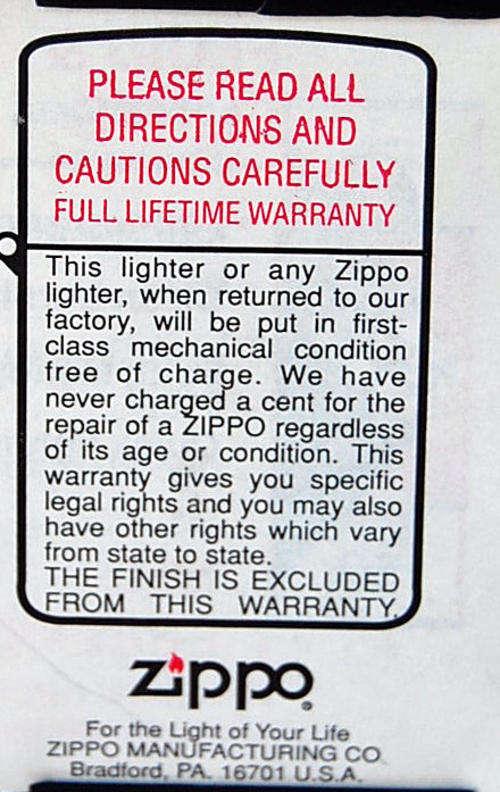 PLEASE READ ALL
DIRECTIONS AND
CAUTIONS CAREFULLY
FULL LIFETIME WARRANTY
This lighter or any Zippo
lighter, when returned to our
factory, will be put in first-
class mechanical condition
free of charge. We have
never charged a cent for the
repair of a ZIPPO regardless
of its age or condition. This
warranty gives you specific
legal rights and you may also
have other rights which vary
from state to state.
THE FINISH IS EXCLUDED
FROM THIS WARRANTY.
zippo®
For the Light of Your Life
ZIPPO MANUFACTURING CO.
Bradford, PA. 16701 U.S.A.